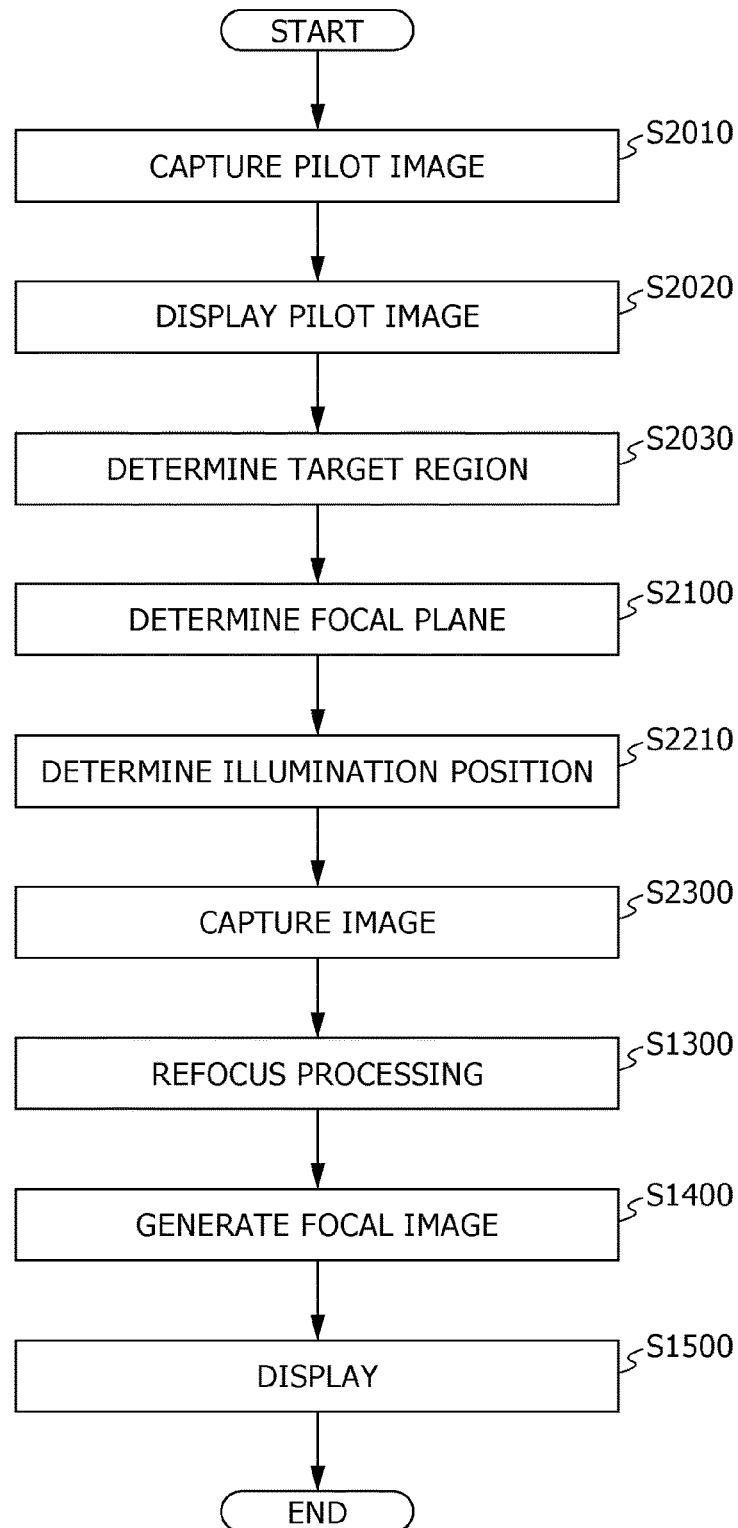 START
CAPTURE PILOT IMAGE
S2010
DISPLAY PILOT IMAGE
S2020
DETERMINE TARGET REGION
S2030
DETERMINE FOCAL PLANE
S2100
DETERMINE ILLUMINATION POSITION
S2210
CAPTURE IMAGE
S2300
REFOCUS PROCESSING
S1300
GENERATE FOCAL IMAGE
S1400
DISPLAY
S1500
END